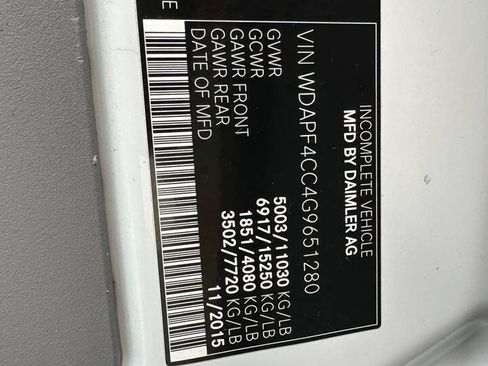 INCOMPLETE VEHICLE
MFD BY DAIMLER AG
VIN WDAPF4CC4G9651280
GVWR 5003/11030 KG/LB
GCWR 6917/15250 KG/LB
GAWR FRONT 1851/4080 KG/LB
GAWR REAR 3502/7720 KG/LB
DATE OF MFD 11/2015